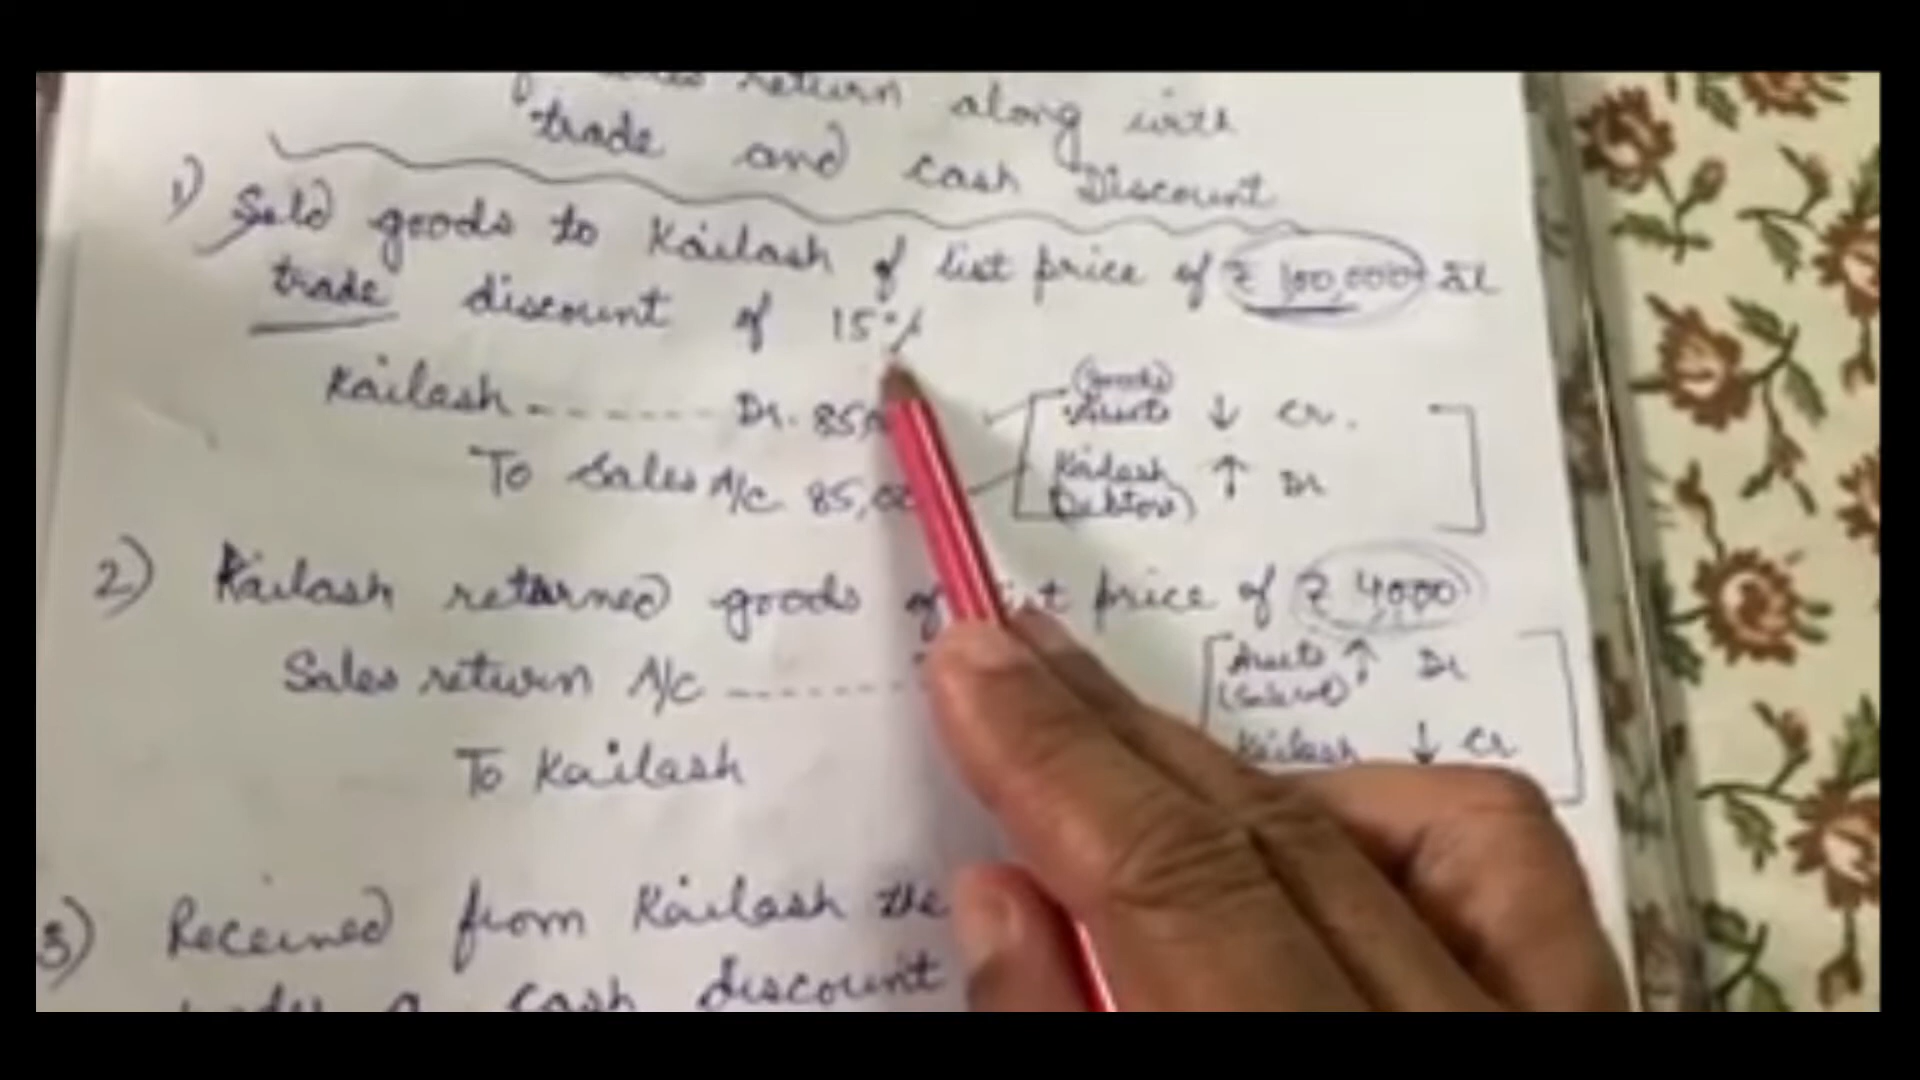 return along with
trade and cash Discount
1) Sold goods to Kailash of list price of ₹ 100,000 at
trade discount of 15%
Kailash ------ Dr. 85,
To Sales A/c 85,00
(Goods)
Assets ↓ Cr.
Kailash ↑ Dr
Debtors)
2) Kailash returned goods of list price of ₹ 4000
Sales return A/c ------
To Kailash
Assets ↑ Dr
Kailash ↓ Cr
3) Received from Kailash the
under a cash discount